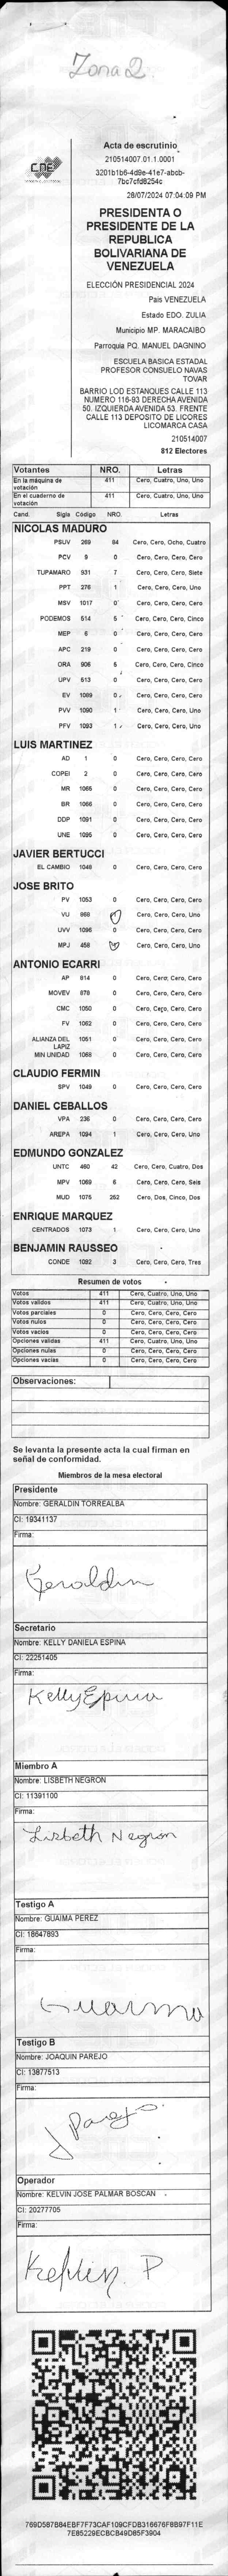 Zona 2
CNE
Acta de escrutinio
210514007.01.1.0001
3201b1b6-4d9e-41e7-abcb-
7bc7cfd8254c
28/07/2024 07:04:09 PM
PRESIDENTA O
PRESIDENTE DE LA
REPUBLICA
BOLIVARIANA DE
VENEZUELA
ELECCIÓN PRESIDENCIAL 2024
Pais VENEZUELA
Estado EDO. ZULIA
Municipio MP. MARACAIBO
Parroquia PQ. MANUEL DAGNINO
ESCUELA BASICA ESTADAL
PROFESOR CONSUELO NAVAS
TOVAR
BARRIO LOD ESTANQUES CALLE 113
NUMERO 116-93 DERECHA AVENIDA
50. IZQUIERDA AVENIDA 53. FRENTE
CALLE 113 DEPOSITO DE LICORES
LICOMARCA CASA
210514007
812 Electores
Votantes NRO. Letras
En la máquina de votación 411 Cero, Cuatro, Uno, Uno
En el cuaderno de votación 411 Cero, Cuatro, Uno, Uno
Cand. Sigla Código NRO. Letras
NICOLAS MADURO
PSUV 269 84 Cero, Cero, Ocho, Cuatro
PCV 9 0 Cero, Cero, Cero, Cero
TUPAMARO 931 7 Cero, Cero, Cero, Siete
PPT 276 1 Cero, Cero, Cero, Uno
MSV 1017 0 Cero, Cero, Cero, Cero
PODEMOS 514 5 Cero, Cero, Cero, Cinco
MEP 6 0 Cero, Cero, Cero, Cero
APC 219 0 Cero, Cero, Cero, Cero
ORA 906 5 Cero, Cero, Cero, Cinco
UPV 513 0 Cero, Cero, Cero, Cero
EV 1089 0 Cero, Cero, Cero, Cero
PVV 1090 1 Cero, Cero, Cero, Uno
PFV 1093 1 Cero, Cero, Cero, Uno
LUIS MARTINEZ
AD 1 0 Cero, Cero, Cero, Cero
COPEI 2 0 Cero, Cero, Cero, Cero
MR 1065 0 Cero, Cero, Cero, Cero
BR 1066 0 Cero, Cero, Cero, Cero
DDP 1091 0 Cero, Cero, Cero, Cero
UNE 1095 0 Cero, Cero, Cero, Cero
JAVIER BERTUCCI
EL CAMBIO 1048 0 Cero, Cero, Cero, Cero
JOSE BRITO
PV 1053 0 Cero, Cero, Cero, Cero
VU 969 1 Cero, Cero, Cero, Uno
UVV 1096 0 Cero, Cero, Cero, Cero
MPJ 458 1 Cero, Cero, Cero, Uno
ANTONIO ECARRI
AP 814 0 Cero, Cero, Cero, Cero
MOVEV 878 0 Cero, Cero, Cero, Cero
CMC 1050 0 Cero, Cero, Cero, Cero
FV 1062 0 Cero, Cero, Cero, Cero
ALIANZA DEL LAPIZ 1051 0 Cero, Cero, Cero, Cero
MIN UNIDAD 1088 0 Cero, Cero, Cero, Cero
CLAUDIO FERMIN
SPV 1049 0 Cero, Cero, Cero, Cero
DANIEL CEBALLOS
VPA 236 0 Cero, Cero, Cero, Cero
AREPA 1094 1 Cero, Cero, Cero, Uno
EDMUNDO GONZALEZ
UNTC 460 42 Cero, Cero, Cuatro, Dos
MPV 1069 6 Cero, Cero, Cero, Seis
MUD 1075 252 Cero, Dos, Cinco, Dos
ENRIQUE MARQUEZ
CENTRADOS 1073 1 Cero, Cero, Cero, Uno
BENJAMIN RAUSSEO
CONDE 1092 3 Cero, Cero, Cero, Tres
Resumen de votos
Votos 411 Cero, Cuatro, Uno, Uno
Votos validos 411 Cero, Cuatro, Uno, Uno
Votos parciales 0 Cero, Cero, Cero, Cero
Votos nulos 0 Cero, Cero, Cero, Cero
Votos vacios 0 Cero, Cero, Cero, Cero
Opciones validas 411 Cero, Cuatro, Uno, Uno
Opciones nulas 0 Cero, Cero, Cero, Cero
Opciones vacias 0 Cero, Cero, Cero, Cero
Observaciones:
Se levanta la presente acta la cual firman en
señal de conformidad.
Miembros de la mesa electoral
Presidente
Nombre: GERALDIN TORREALBA
CI: 19341137
Firma:
Geraldin
Secretario
Nombre: KELLY DANIELA ESPINA
CI: 22251405
Firma:
Kelly Espina
Miembro A
Nombre: LISBETH NEGRON
CI: 11391100
Firma:
Lisbeth Negron
Testigo A
Nombre: GUAIMA PEREZ
CI: 18647893
Firma:
Guaima
Testigo B
Nombre: JOAQUIN PAREJO
CI: 13877513
Firma:
J Parejo
Operador
Nombre: KELVIN JOSE PALMAR BOSCAN
CI: 20277705
Firma:
Kelvin P
769D587B84EBF7F73CAF109CFDB316676F8B97F11E
7E85229ECBCB49D85F3904